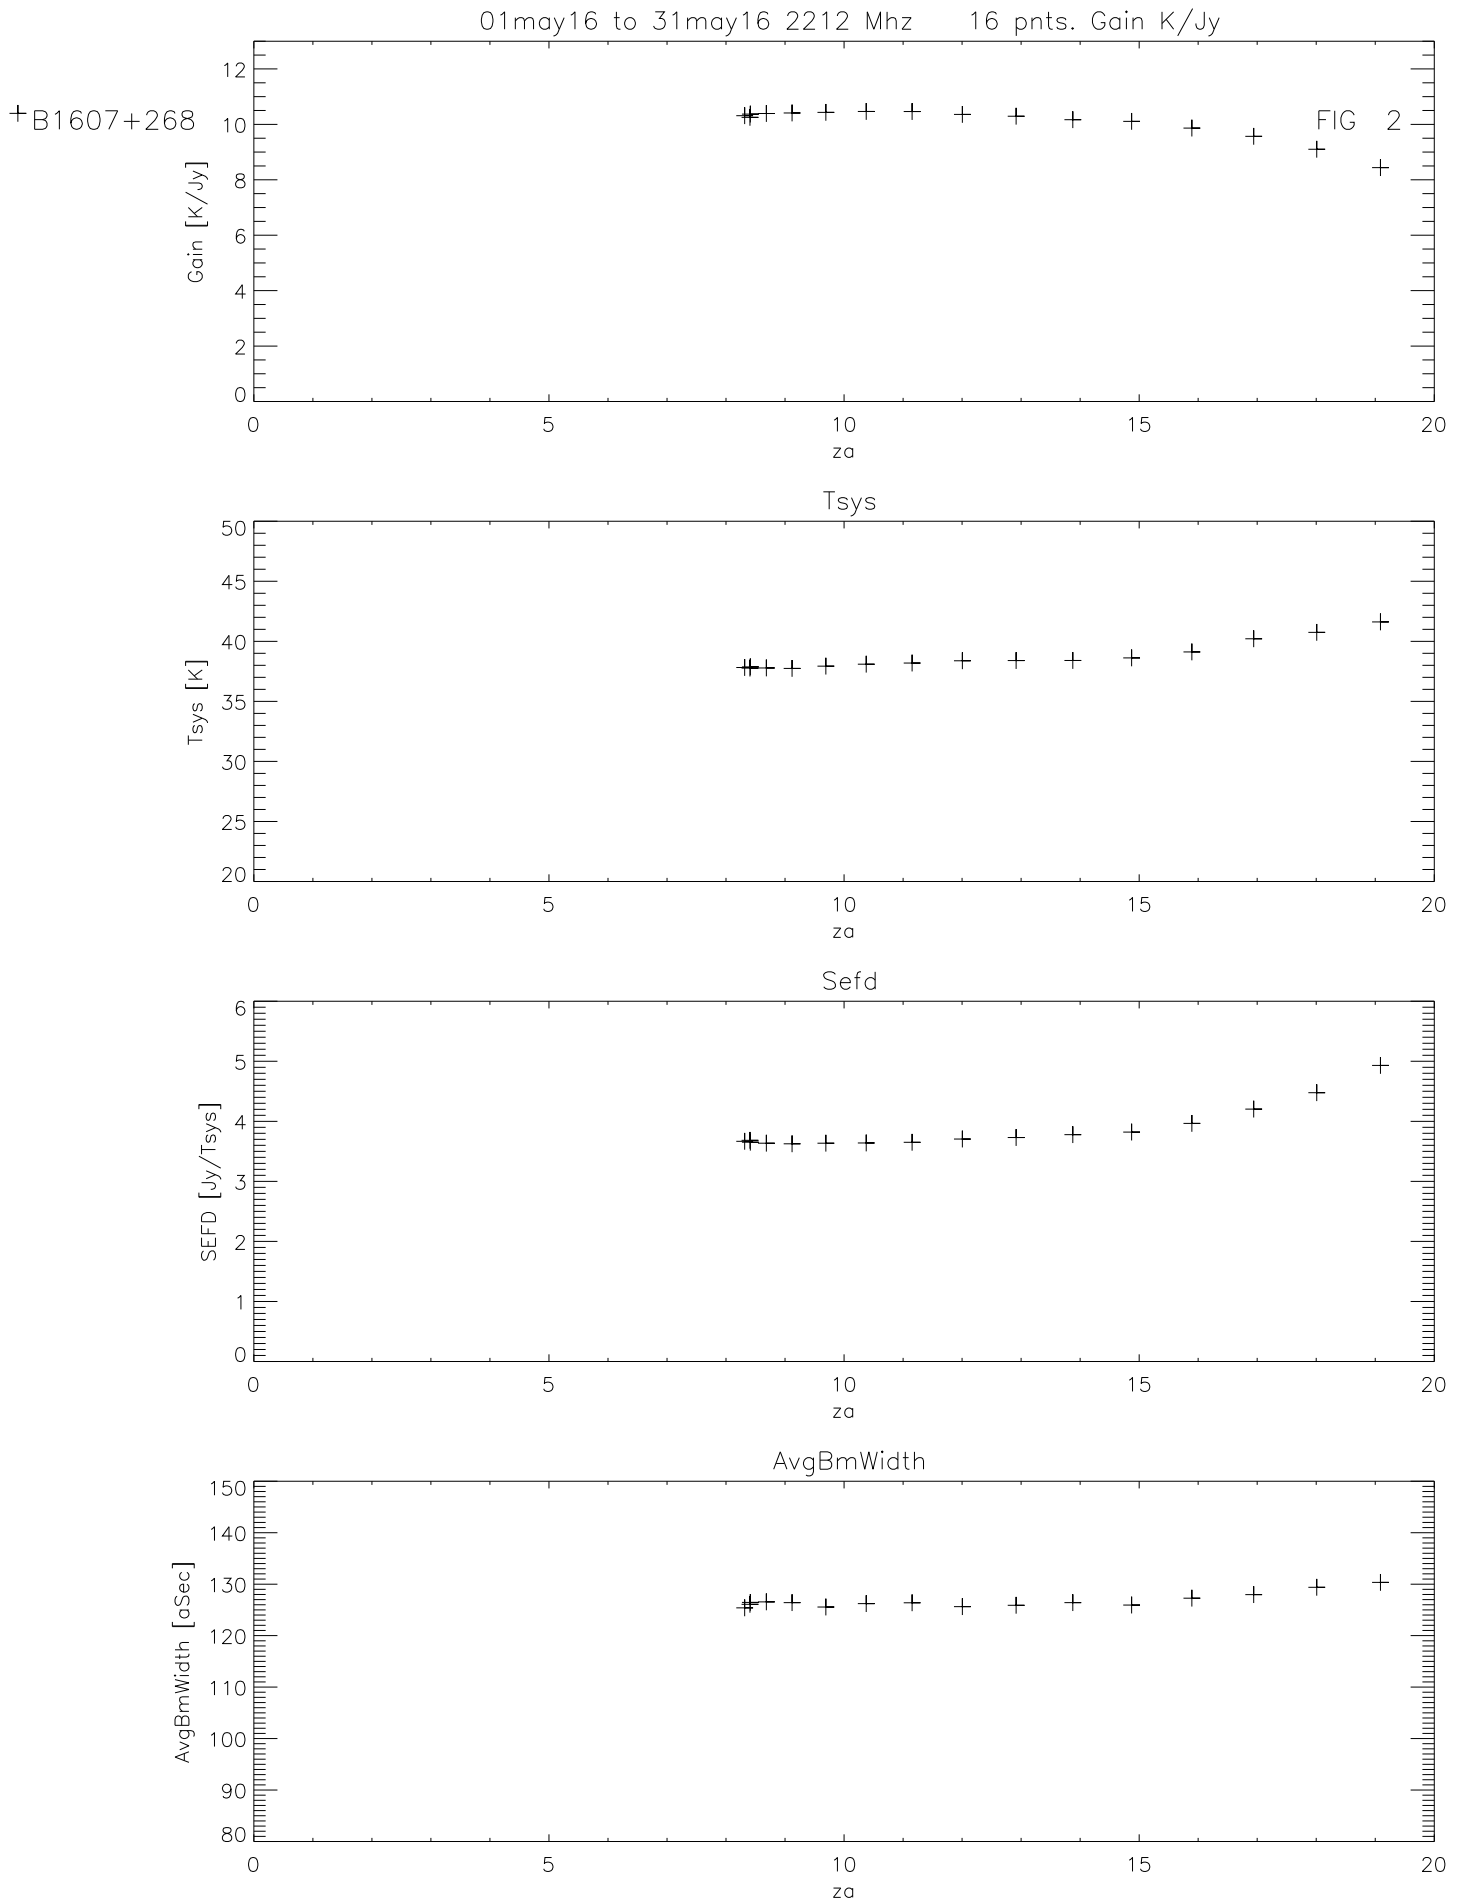 01may16 to 31may16 2212 Mhz 16 pnts. Gain K/Jy
+B1607+268
FIG 2
Gain [K/Jy]
12
10
8
6
4
2
0
0 5 10 15 20
za
Tsys
Tsys [K]
50
45
40
35
30
25
20
0 5 10 15 20
za
Sefd
SEFD [Jy/Tsys]
6
5
4
3
2
1
0
0 5 10 15 20
za
AvgBmWidth
AvgBmWidth [aSec]
150
140
130
120
110
100
90
80
0 5 10 15 20
za